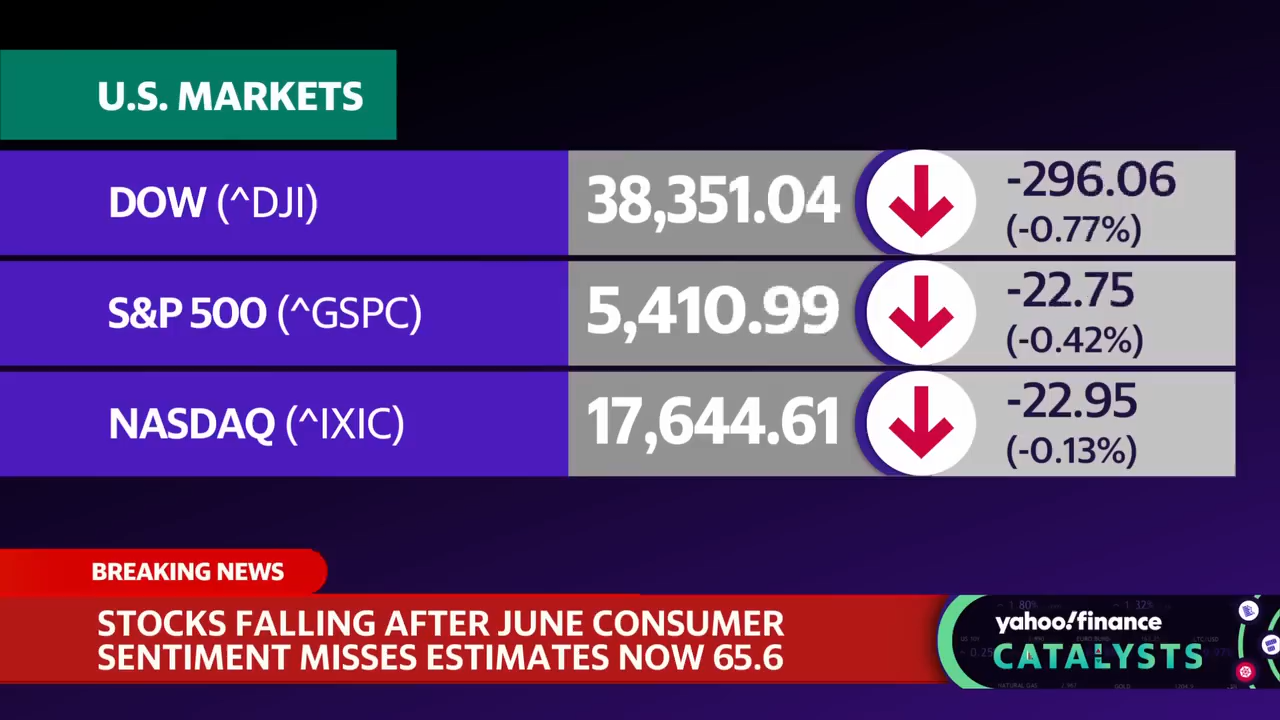 U.S. MARKETS
DOW (^DJI) 38,351.04 -296.06
(-0.77%)
S&P 500 (^GSPC) 5,410.99 -22.75
(-0.42%)
NASDAQ (^IXIC) 17,644.61 -22.95
(-0.13%)
BREAKING NEWS
STOCKS FALLING AFTER JUNE CONSUMER
SENTIMENT MISSES ESTIMATES NOW 65.6
yahoo!finance
CATALYSTS